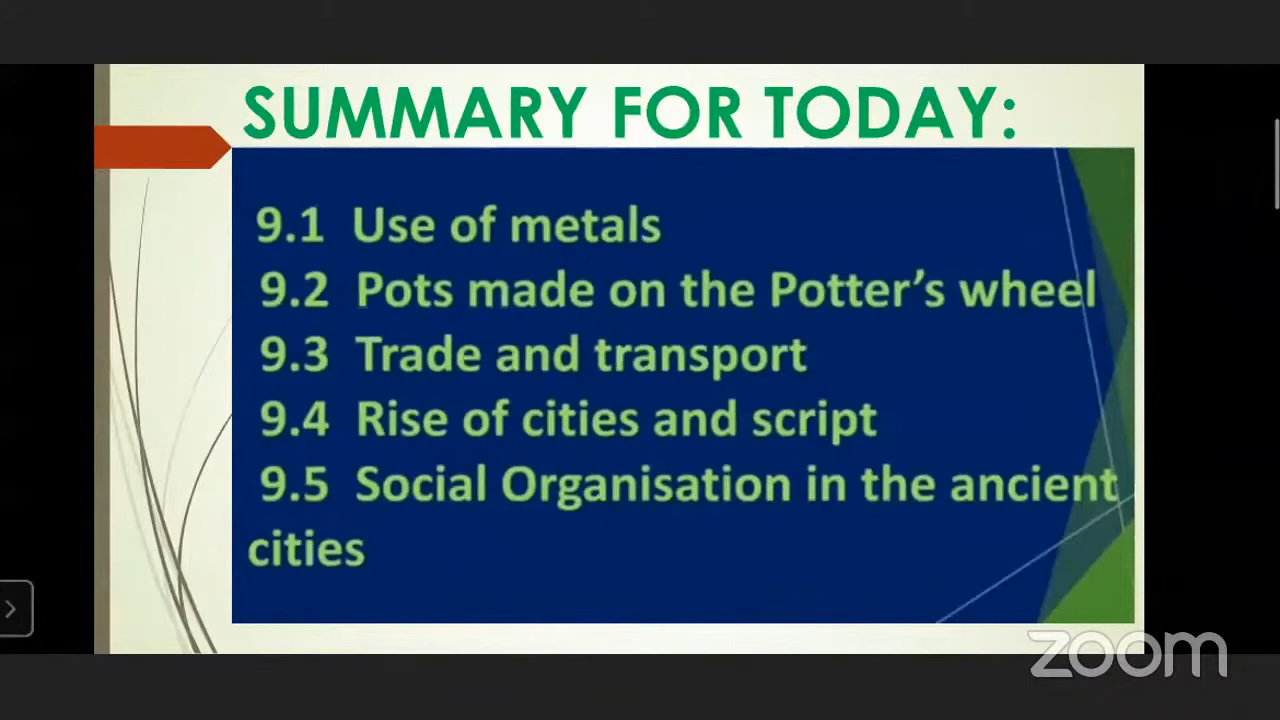 SUMMARY FOR TODAY:
9.1 Use of metals
9.2 Pots made on the Potter's wheel
9.3 Trade and transport
9.4 Rise of cities and script
9.5 Social Organisation in the ancient
cities
zoom